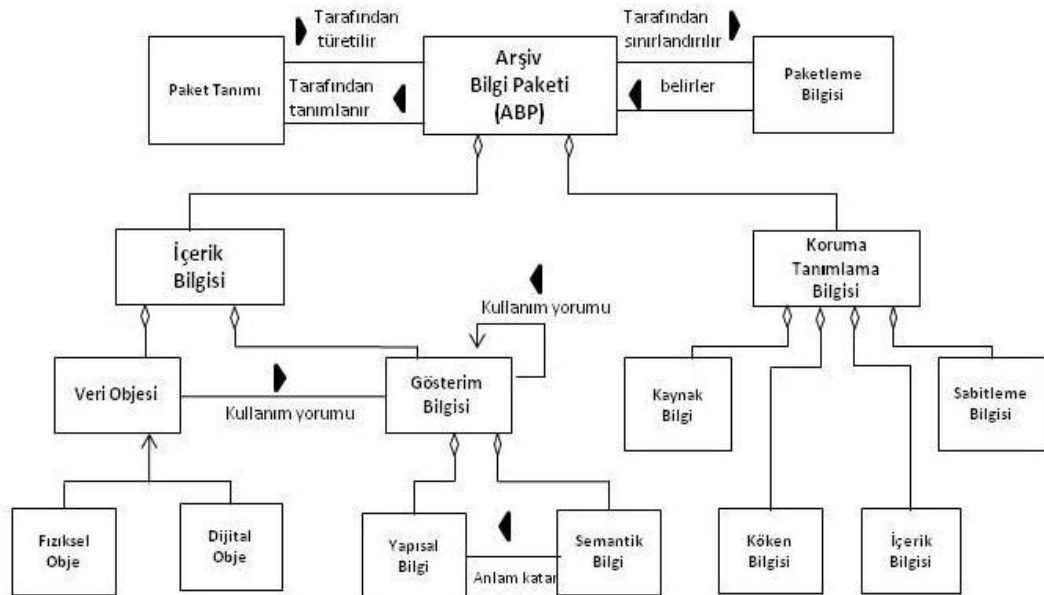 Tarafından
türetilir
Tarafından
sınırlandırılır
Arşiv
Bilgi Paketi
(ABP)
Paket Tanımı
Tarafından
tanımlanır
belirler
Paketleme
Bilgisi
İçerik
Bilgisi
Koruma
Tanımlama
Bilgisi
Kullanım yorumu
Veri Objesi
Kullanım yorumu
Gösterim
Bilgisi
Kaynak
Bilgi
Sabitleme
Bilgisi
Fızıksel
Obje
Dijital
Obje
Yapısal
Bilgi
Anlam katar
Semantik
Bilgi
Köken
Bilgisi
İçerik
Bilgisi